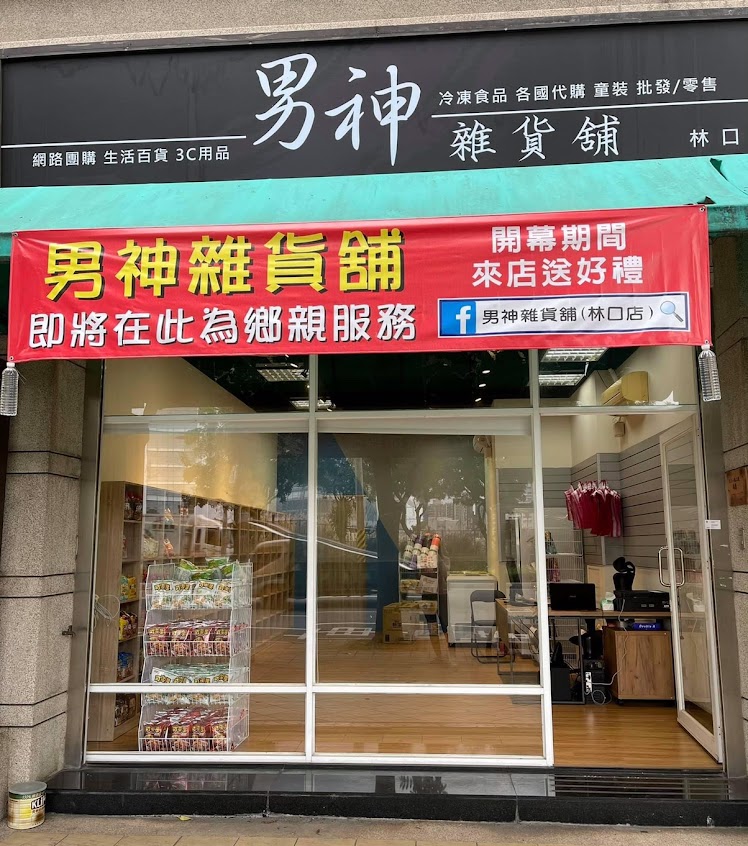 男神
冷凍食品 各國代購 童裝 批發/零售
網路團購 生活百貨 3C用品
雜貨舖
林口
男神雜貨舖
開幕期間
來店送好禮
即將在此為鄉親服務
f 男神雜貨舖(林口店)